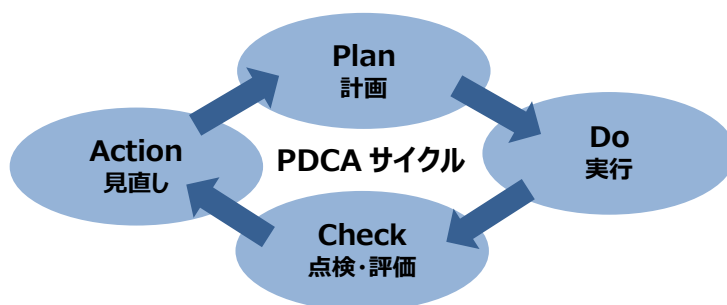 Plan
計画
Action
見直し
PDCA サイクル
Do
実行
Check
点検・評価